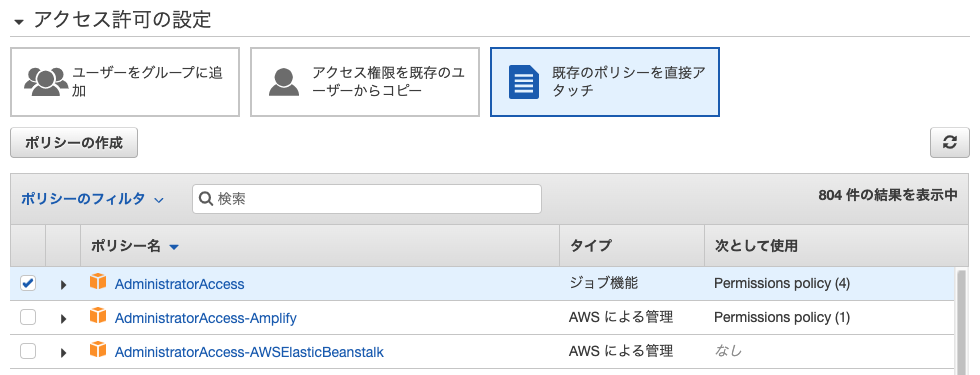 アクセス許可の設定
ユーザーをグループに追
加
アクセス権限を既存のユ
ーザーからコピー
既存のポリシーを直接ア
タッチ
ポリシーの作成
ポリシーのフィルタ 検索 804 件の結果を表示中
ポリシー名 タイプ 次として使用
AdministratorAccess ジョブ機能 Permissions policy (4)
AdministratorAccess-Amplify AWS による管理 Permissions policy (1)
AdministratorAccess-AWSElasticBeanstalk AWS による管理 なし